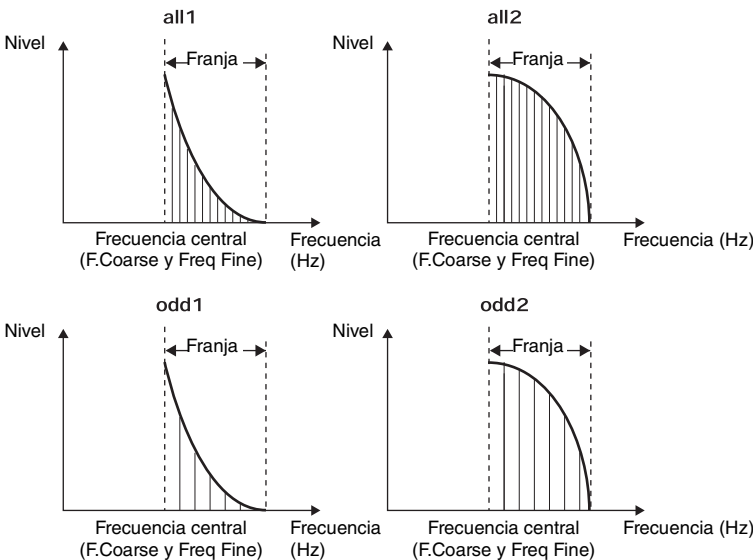 all1
all2
Nivel
Franja
Nivel
Franja
Frecuencia central
(F.Coarse y Freq Fine)
Frecuencia
(Hz)
Frecuencia central
(F.Coarse y Freq Fine)
Frecuencia (Hz)
odd1
odd2
Nivel
Franja
Nivel
Franja
Frecuencia central
(F.Coarse y Freq Fine)
Frecuencia
(Hz)
Frecuencia central
(F.Coarse y Freq Fine)
Frecuencia (Hz)